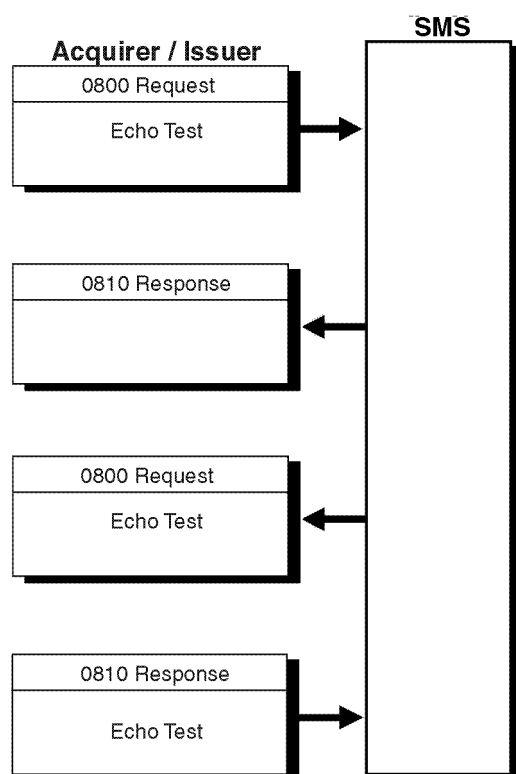 SMS
Acquirer / Issuer
0800 Request
Echo Test
0810 Response
0800 Request
Echo Test
0810 Response
Echo Test